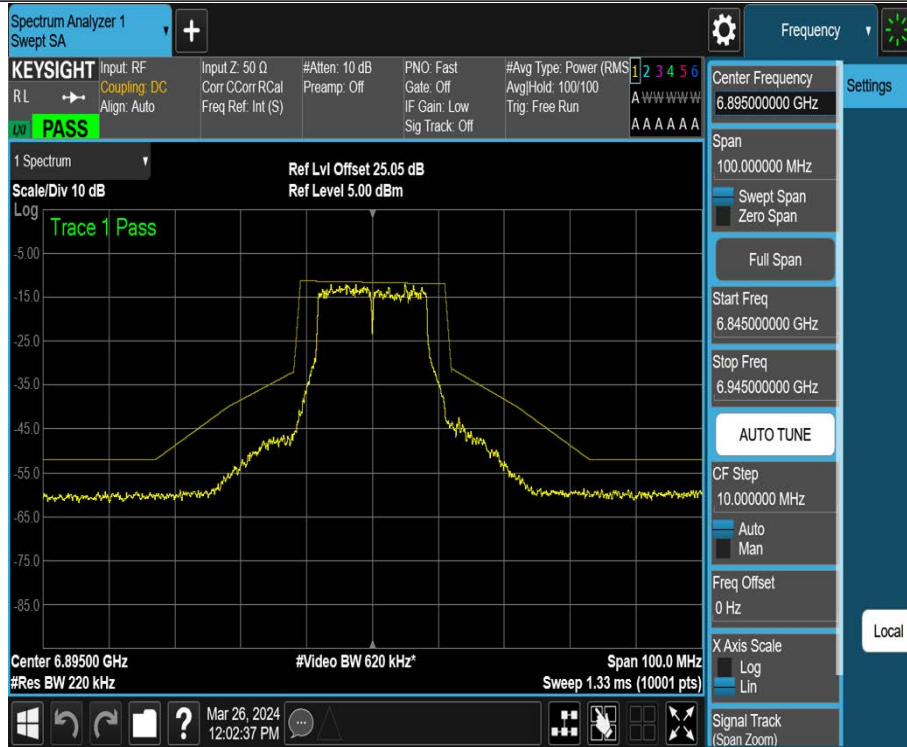 Spectrum Analyzer 1
Swept SA
Frequency
KEYSIGHT
RL
LXI
PASS
Input: RF
Coupling: DC
Align: Auto
Input Z: 50 Ω
Corr CCorr RCal
Freq Ref: Int (S)
#Atten: 10 dB
Preamp: Off
PNO: Fast
Gate: Off
IF Gain: Low
Sig Track: Off
#Avg Type: Power (RMS
Avg|Hold: 100/100
Trig: Free Run
1 2 3 4 5 6
A W W W W W
A A A A A A
1 Spectrum
Scale/Div 10 dB
Ref Lvl Offset 25.05 dB
Ref Level 5.00 dBm
Log
Trace 1 Pass
-5.00
-15.0
-25.0
-35.0
-45.0
-55.0
-65.0
-75.0
-85.0
Center 6.89500 GHz
#Res BW 220 kHz
#Video BW 620 kHz*
Span 100.0 MHz
Sweep 1.33 ms (10001 pts)
Mar 26, 2024
12:02:37 PM
Center Frequency
6.895000000 GHz
Span
100.000000 MHz
Swept Span
Zero Span
Full Span
Start Freq
6.845000000 GHz
Stop Freq
6.945000000 GHz
AUTO TUNE
CF Step
10.000000 MHz
Auto
Man
Freq Offset
0 Hz
X Axis Scale
Log
Lin
Signal Track
(Span Zoom)
Settings
Local